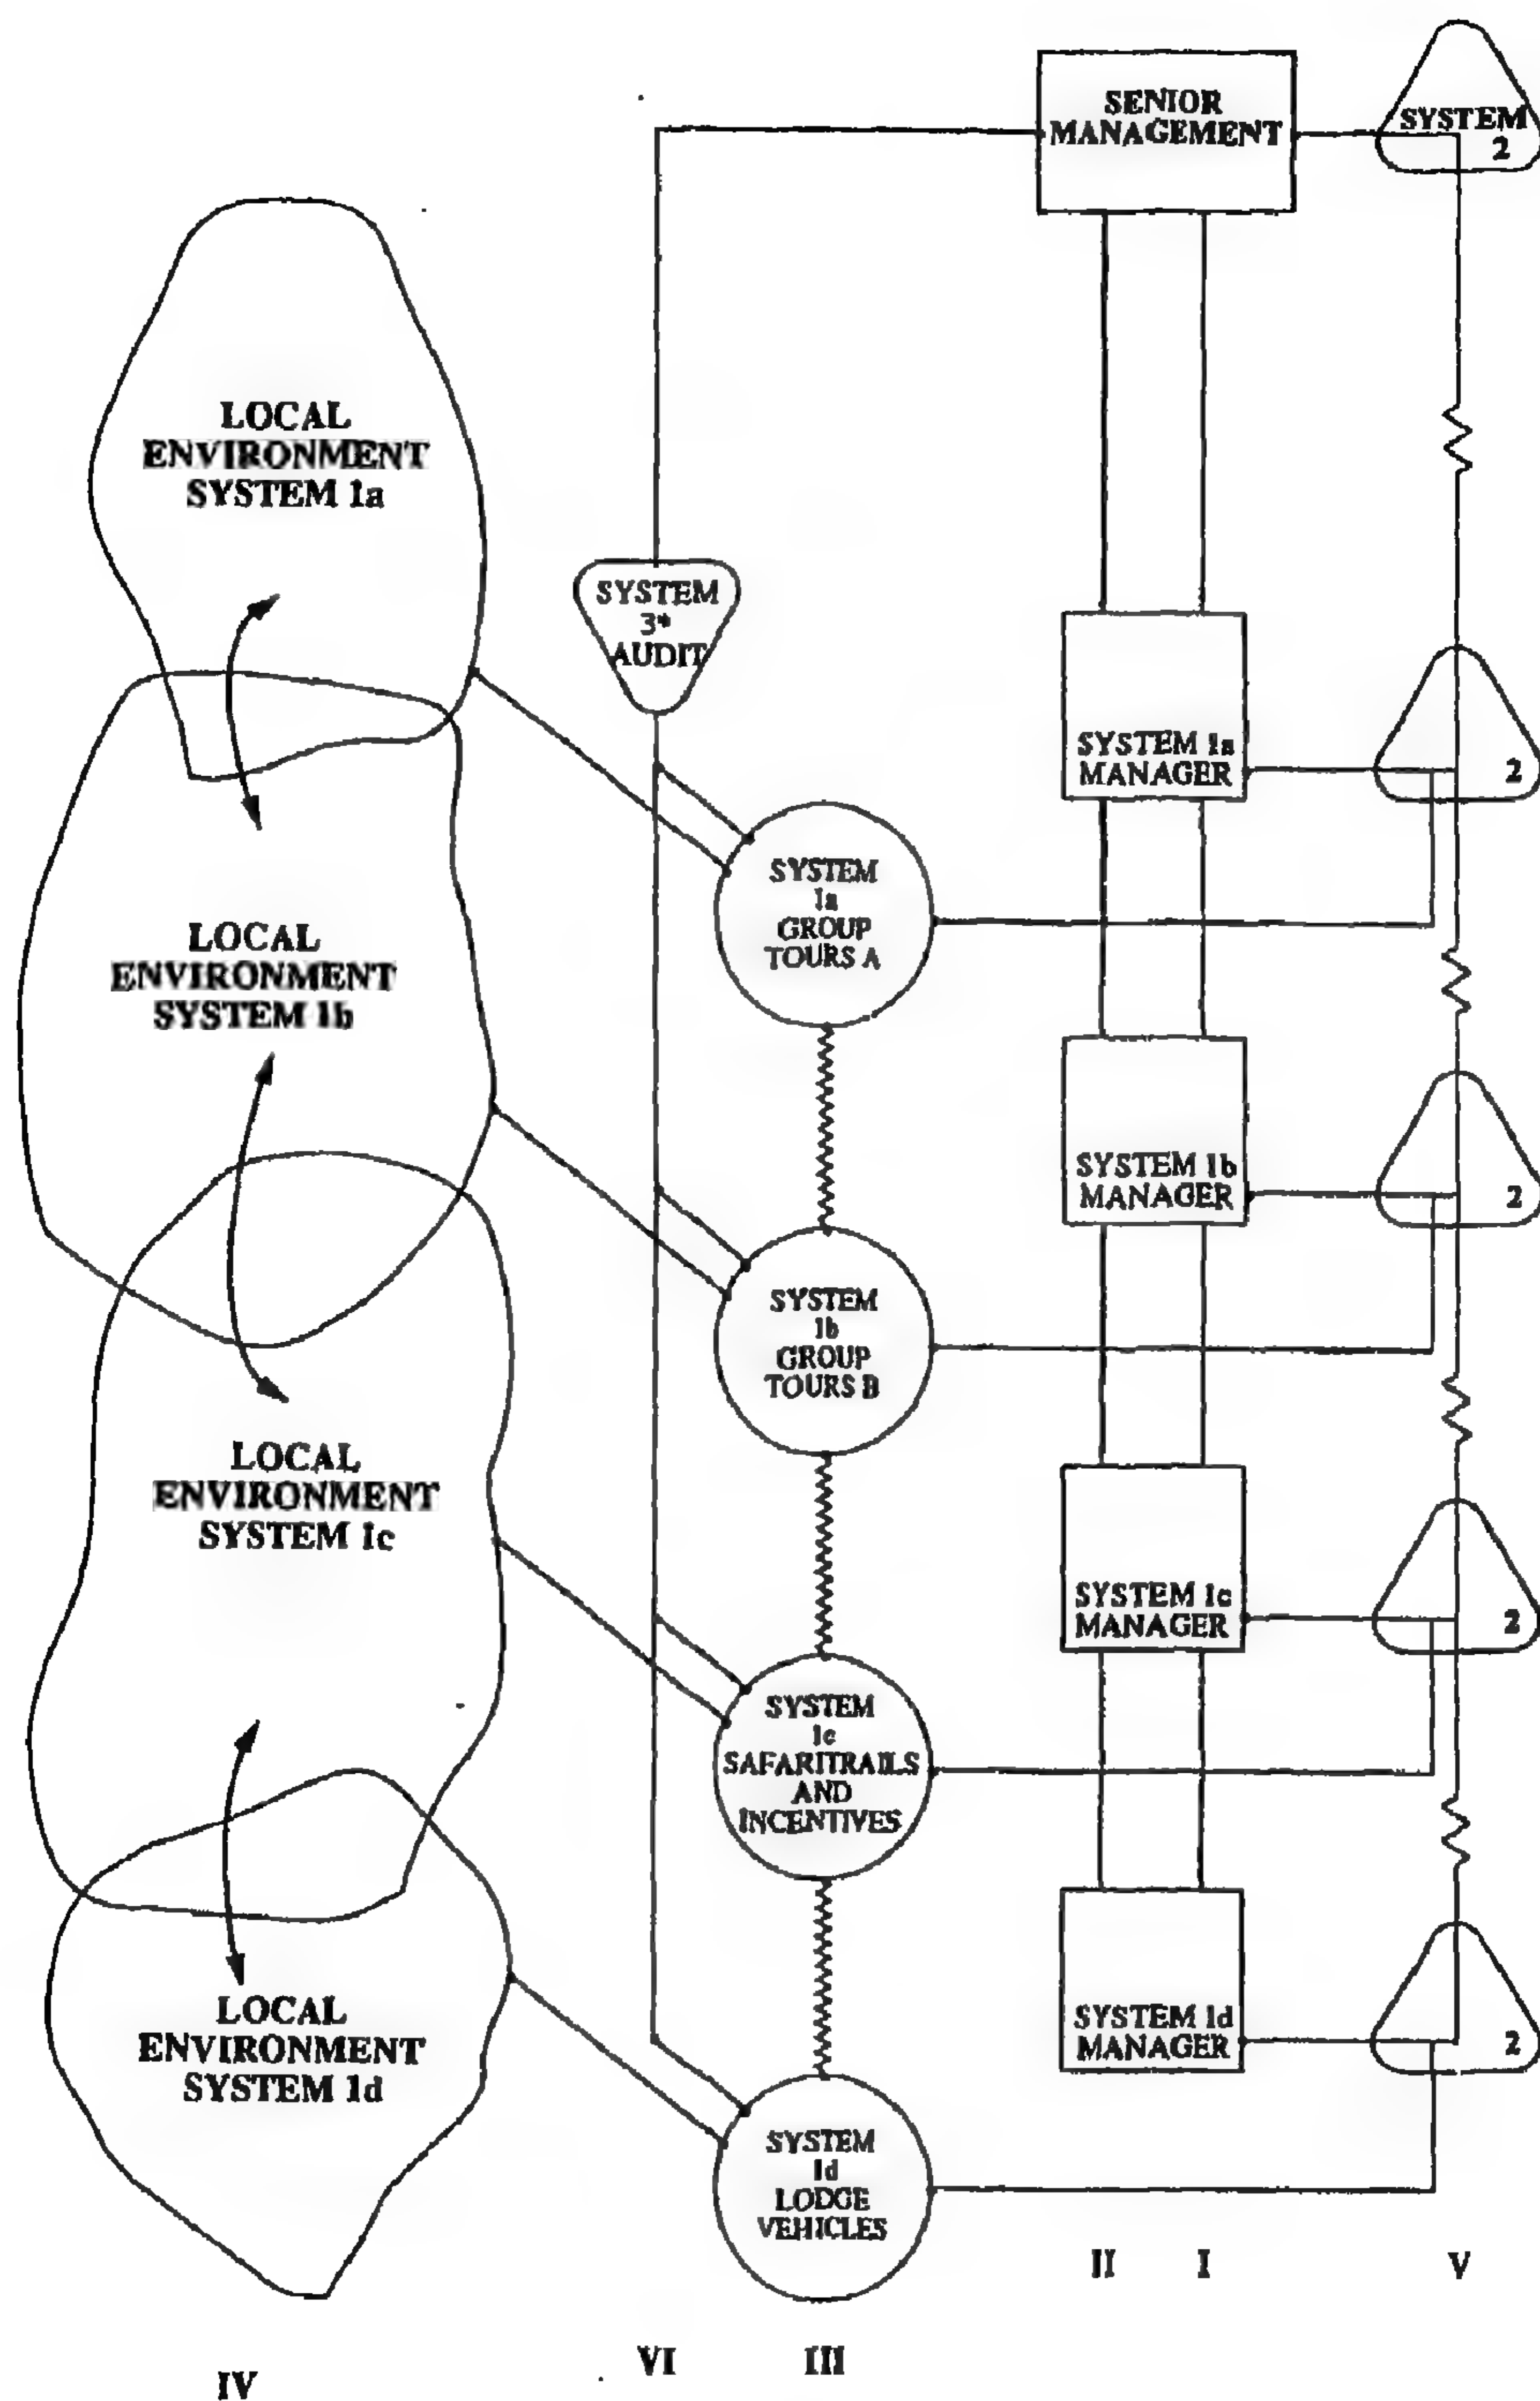 SENIOR
MANAGEMENT
SYSTEM
2
LOCAL
ENVIRONMENT
SYSTEM 1a
SYSTEM
3*
AUDIT
SYSTEM 1a
MANAGER
2
SYSTEM
1a
GROUP
TOURS A
LOCAL
ENVIRONMENT
SYSTEM 1b
SYSTEM 1b
MANAGER
2
SYSTEM
1b
GROUP
TOURS B
LOCAL
ENVIRONMENT
SYSTEM 1c
SYSTEM 1c
MANAGER
2
SYSTEM
1c
SAFARITRAILS
AND
INCENTIVES
LOCAL
ENVIRONMENT
SYSTEM 1d
SYSTEM 1d
MANAGER
2
SYSTEM
1d
LODGE
VEHICLES
II I V
VI III
IV